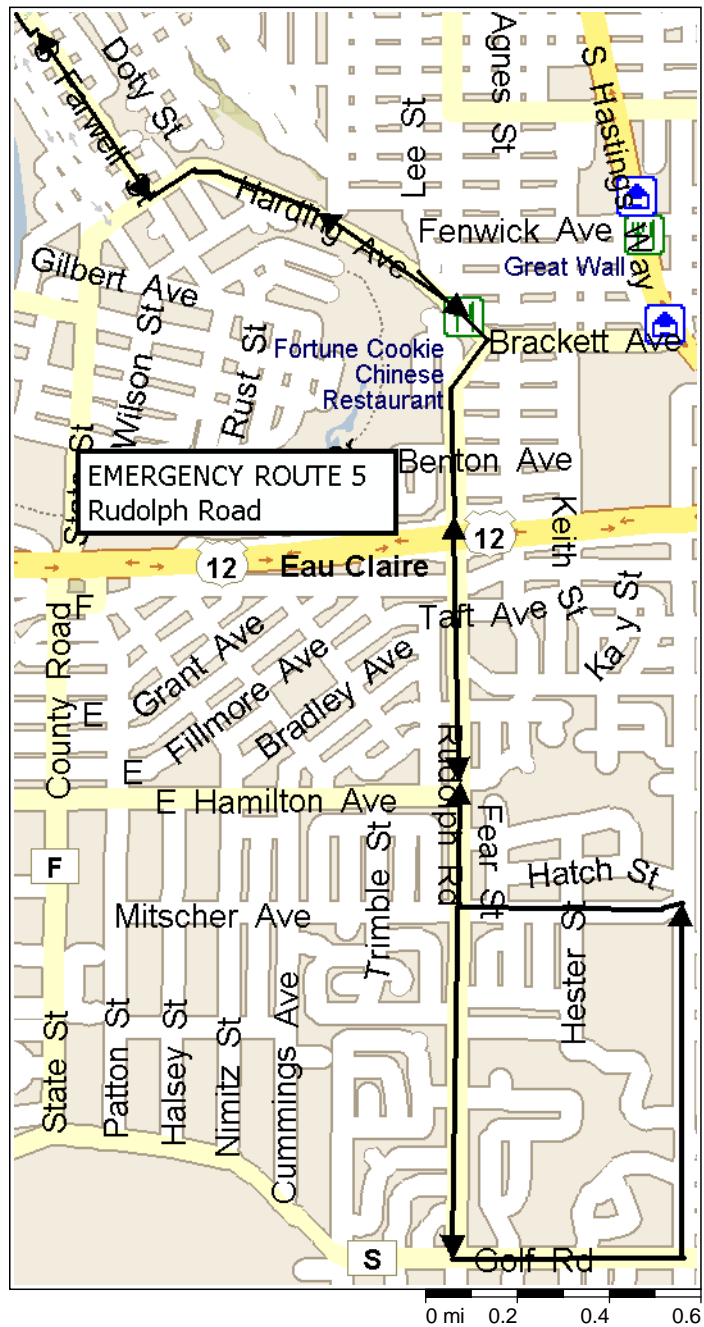 S Farwell St
Doty St
Agnes St
S Hastings Way
Lee St
Harding Ave
Fenwick Ave
Great Wall
Gilbert Ave
Wilson St
Rust St
Fortune Cookie
Chinese
Restaurant
Brackett Ave
State St
EMERGENCY ROUTE 5
Rudolph Road
Benton Ave
Keith St
12
12
Eau Claire
F
Taft Ave
Kay St
County Road
Grant Ave
Fillmore Ave
Bradley Ave
E
E
Rudolph Rd
E Hamilton Ave
Fear St
F
Trimble St
Hatch St
Mitscher Ave
Hester St
State St
Patton St
Halsey St
Nimitz St
Cummings Ave
S
Golf Rd
0 mi 0.2 0.4 0.6